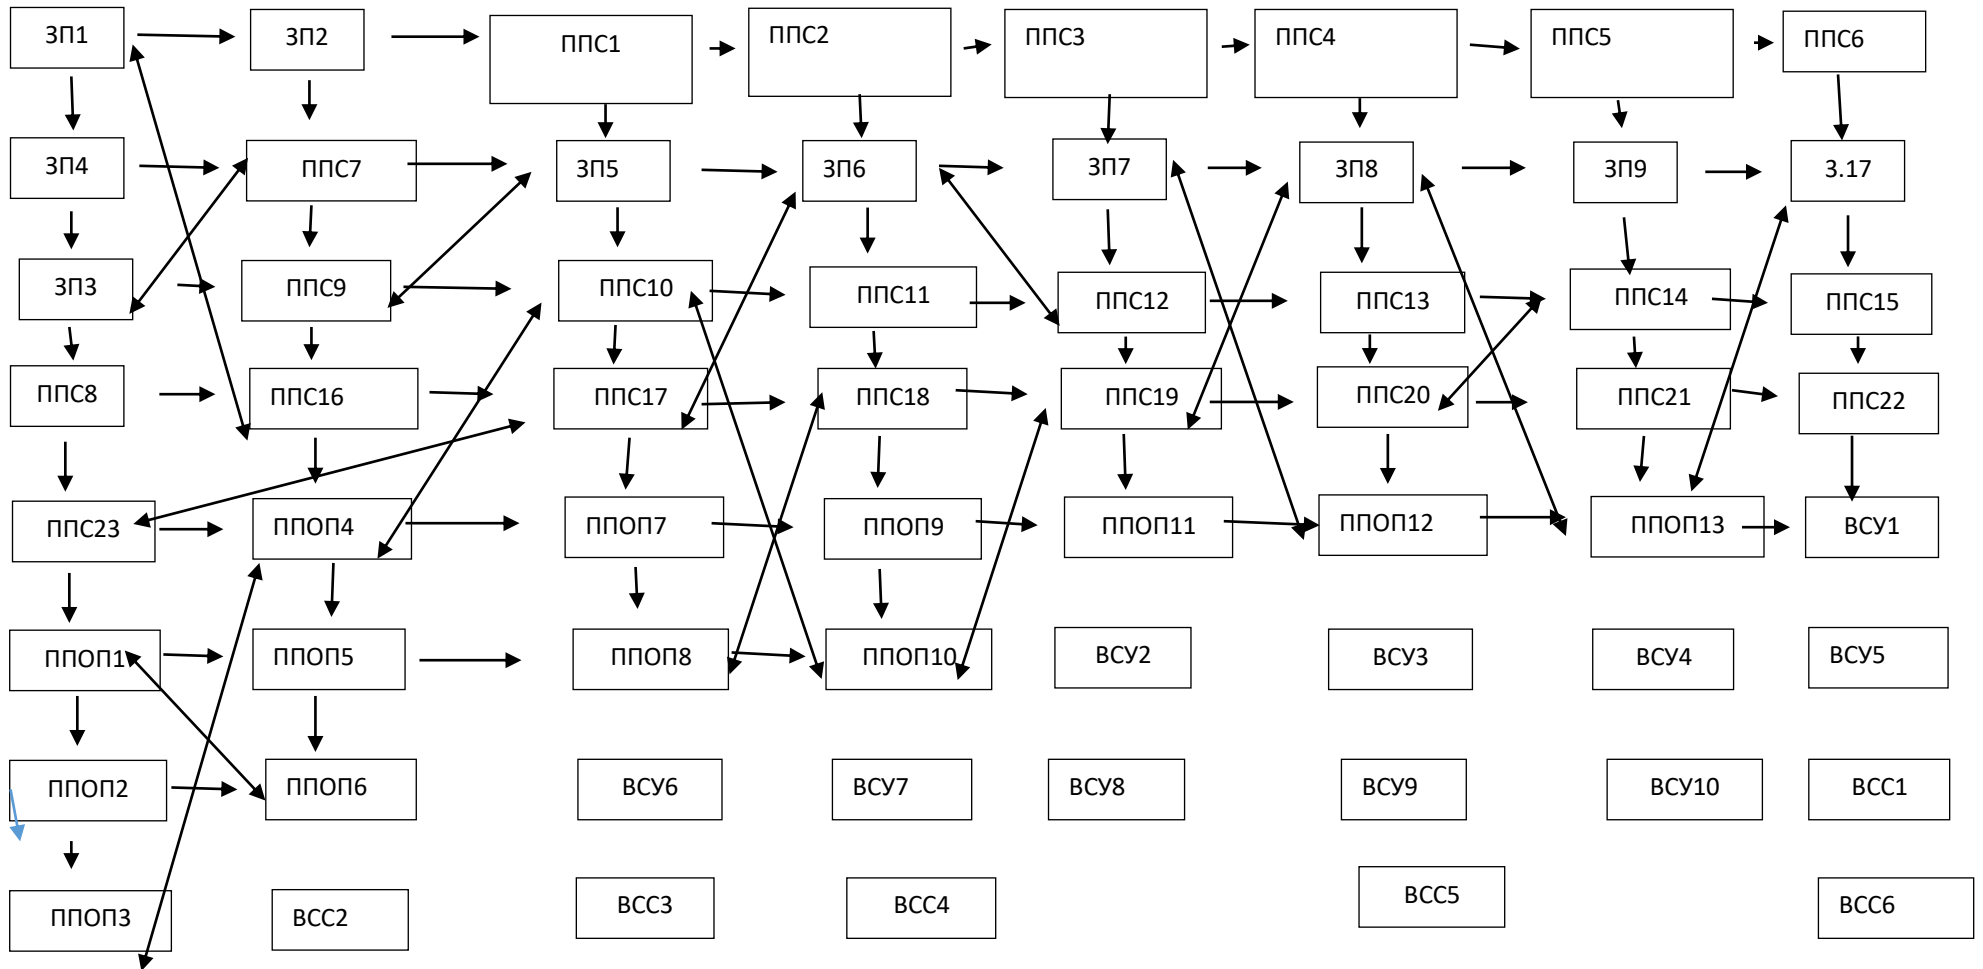 ЗП1 ЗП2 ППС1 ППС2 ППС3 ППС4 ППС5 ППС6
ЗП4 ППС7 ЗП5 ЗП6 ЗП7 ЗП8 ЗП9 3.17
ЗП3 ППС9 ППС10 ППС11 ППС12 ППС13 ППС14 ППС15
ППС8 ППС16 ППС17 ППС18 ППС19 ППС20 ППС21 ППС22
ППС23 ППОП4 ППОП7 ППОП9 ППОП11 ППОП12 ППОП13 ВСУ1
ППОП1 ППОП5 ППОП8 ППОП10 ВСУ2 ВСУ3 ВСУ4 ВСУ5
ППОП2 ППОП6 ВСУ6 ВСУ7 ВСУ8 ВСУ9 ВСУ10 ВСС1
ППОП3 ВСС2 ВСС3 ВСС4 ВСС5 ВСС6